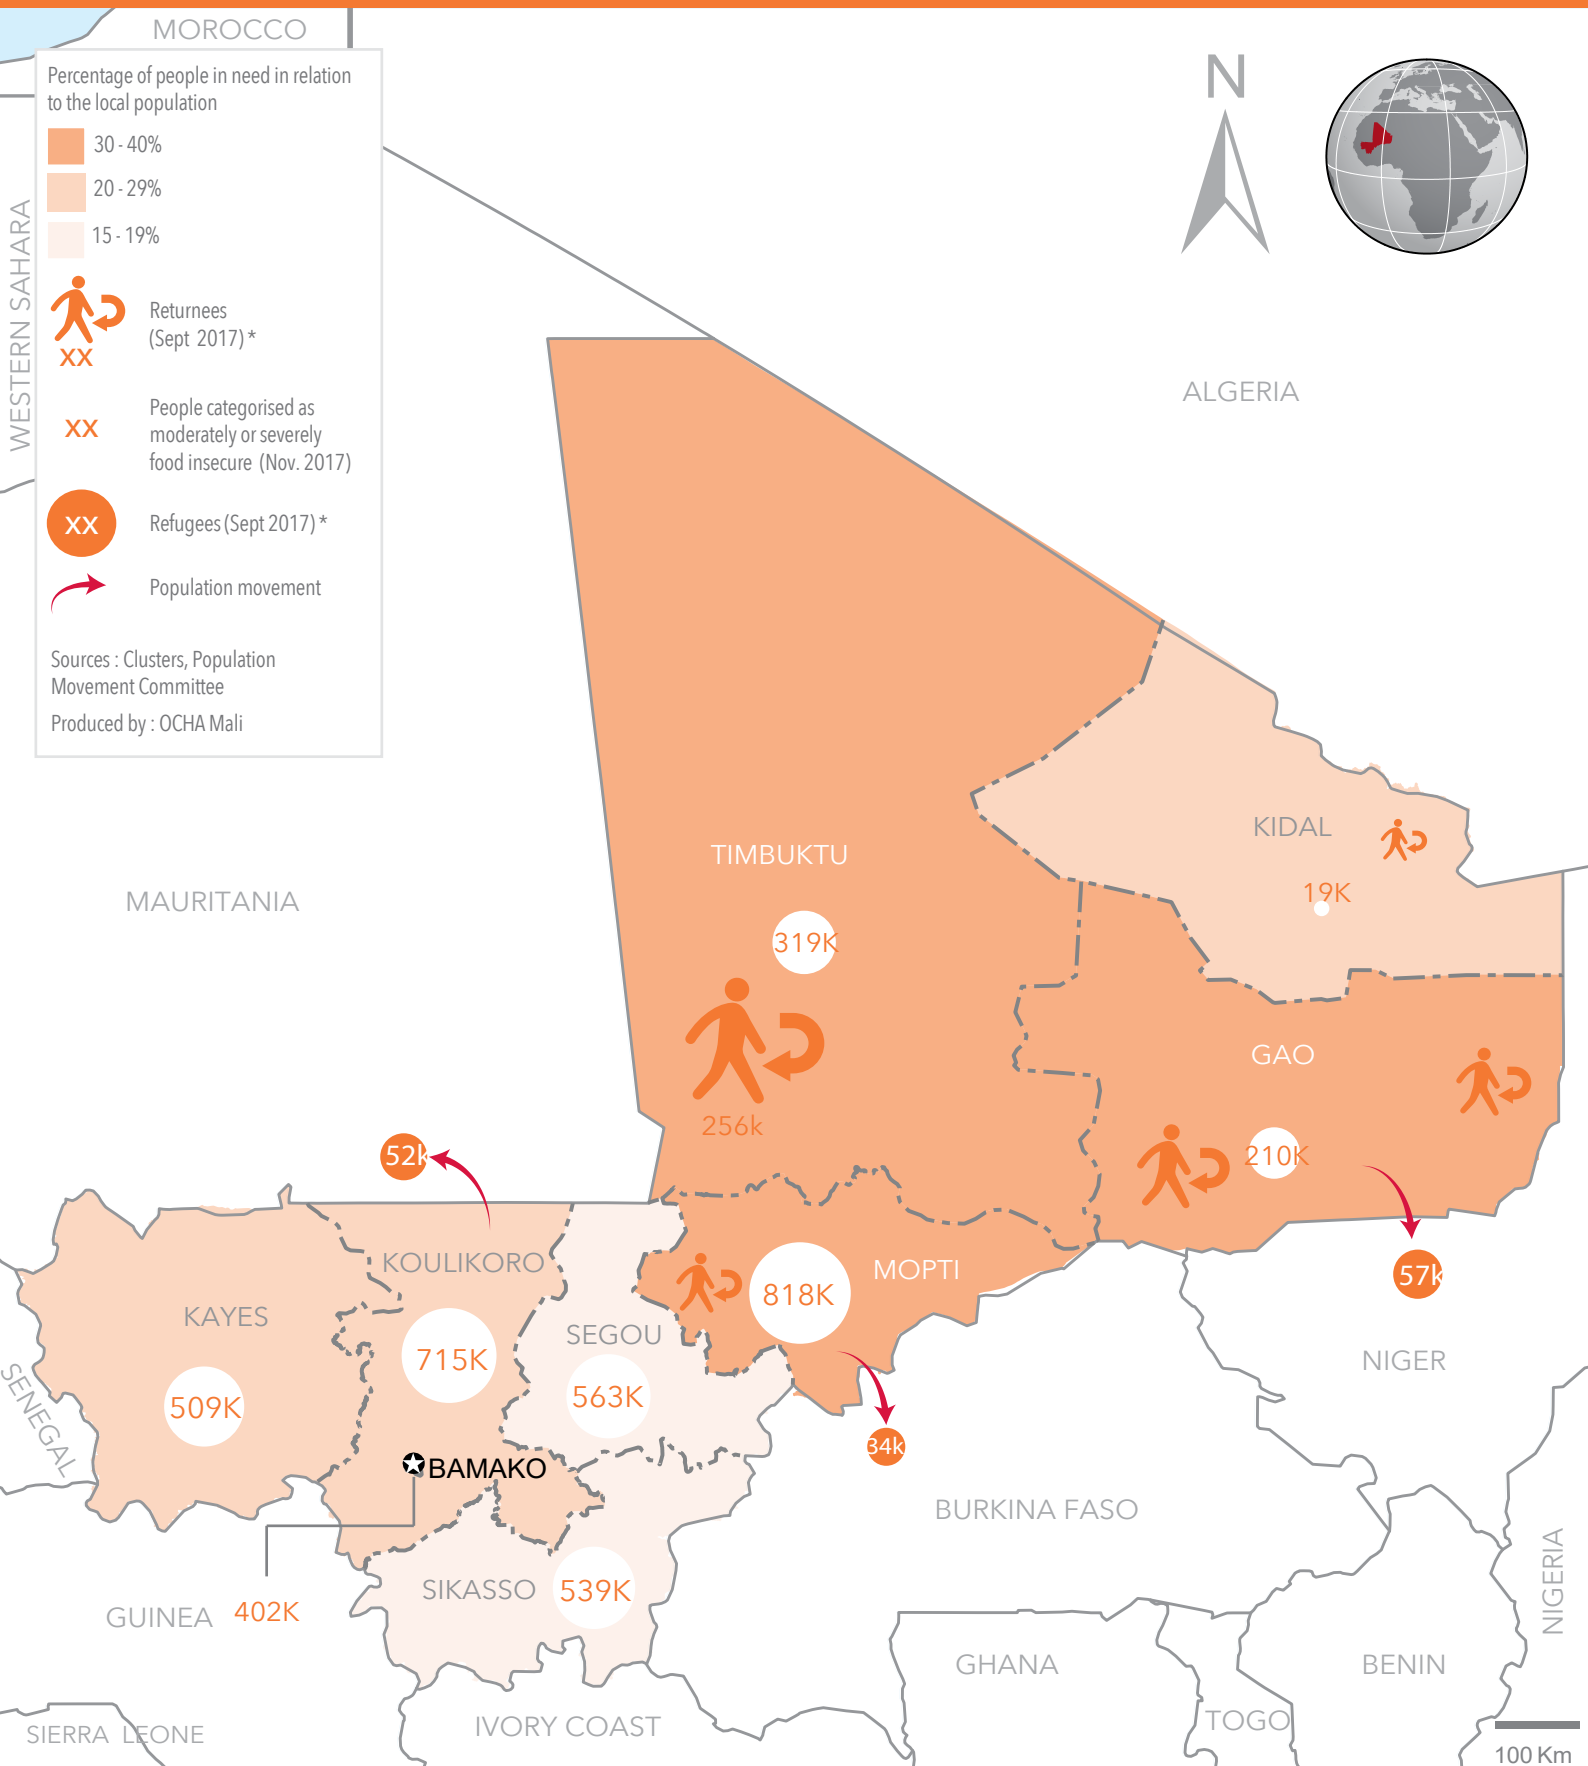 MOROCCO
Percentage of people in need in relation
to the local population
30 - 40%
20 - 29%
15 - 19%
Returnees
(Sept 2017) *
xx
People categorised as
moderately or severely
food insecure (Nov. 2017)
xx
xx
Refugees (Sept 2017) *
Population movement
Sources : Clusters, Population
Movement Committee
Produced by : OCHA Mali
WESTERN SAHARA
N
ALGERIA
MAURITANIA
TIMBUKTU
319K
256k
KIDAL
19K
GAO
210K
57k
52k
KOULIKORO
715K
KAYES
509K
SEGOU
563K
MOPTI
818K
34k
SENEGAL
BAMAKO
402K
SIKASSO
539K
NIGER
BURKINA FASO
GUINEA
NIGERIA
GHANA
BENIN
TOGO
IVORY COAST
SIERRA LEONE
100 Km